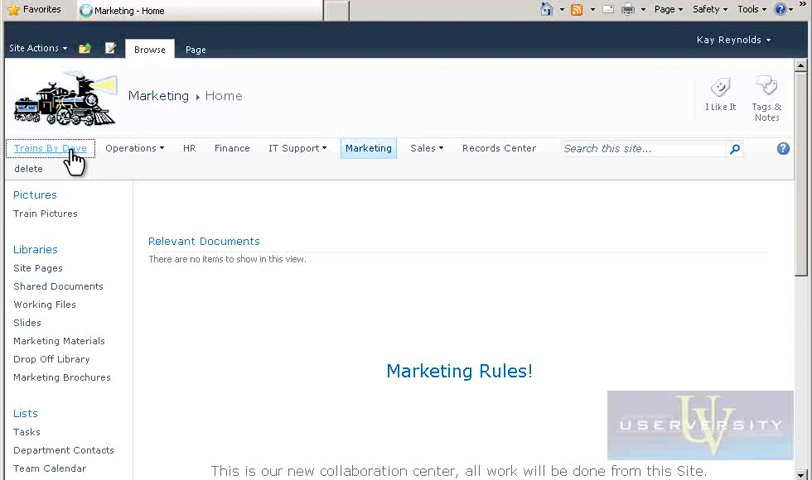 Favorites
Marketing - Home
Page
Safety
Tools
Site Actions
Browse
Page
Kay Reynolds
Marketing
Home
I Like It
Tags &
Notes
Trains By Dave
Operations
HR
Finance
IT Support
Marketing
Sales
Records Center
Search this site...
delete
Pictures
Train Pictures
Libraries
Site Pages
Shared Documents
Working Files
Slides
Marketing Materials
Drop Off Library
Marketing Brochures
Lists
Tasks
Department Contacts
Team Calendar
Relevant Documents
There are no items to show in this view.
Marketing Rules!
USERVERSITY
This is our new collaboration center, all work will be done from this Site.